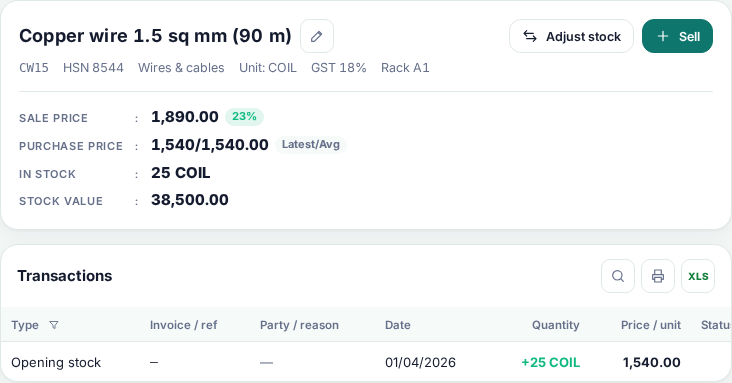 Copper wire 1.5 sq mm (90 m) Adjust stock Sell
CW15 HSN 8544 Wires & cables Unit: COIL GST 18% Rack A1
SALE PRICE : 1,890.00 23%
PURCHASE PRICE : 1,540/1,540.00 Latest/Avg
IN STOCK : 25 COIL
STOCK VALUE : 38,500.00
Transactions XLS
Type Invoice / ref Party / reason Date Quantity Price / unit Statu
Opening stock – — 01/04/2026 +25 COIL 1,540.00